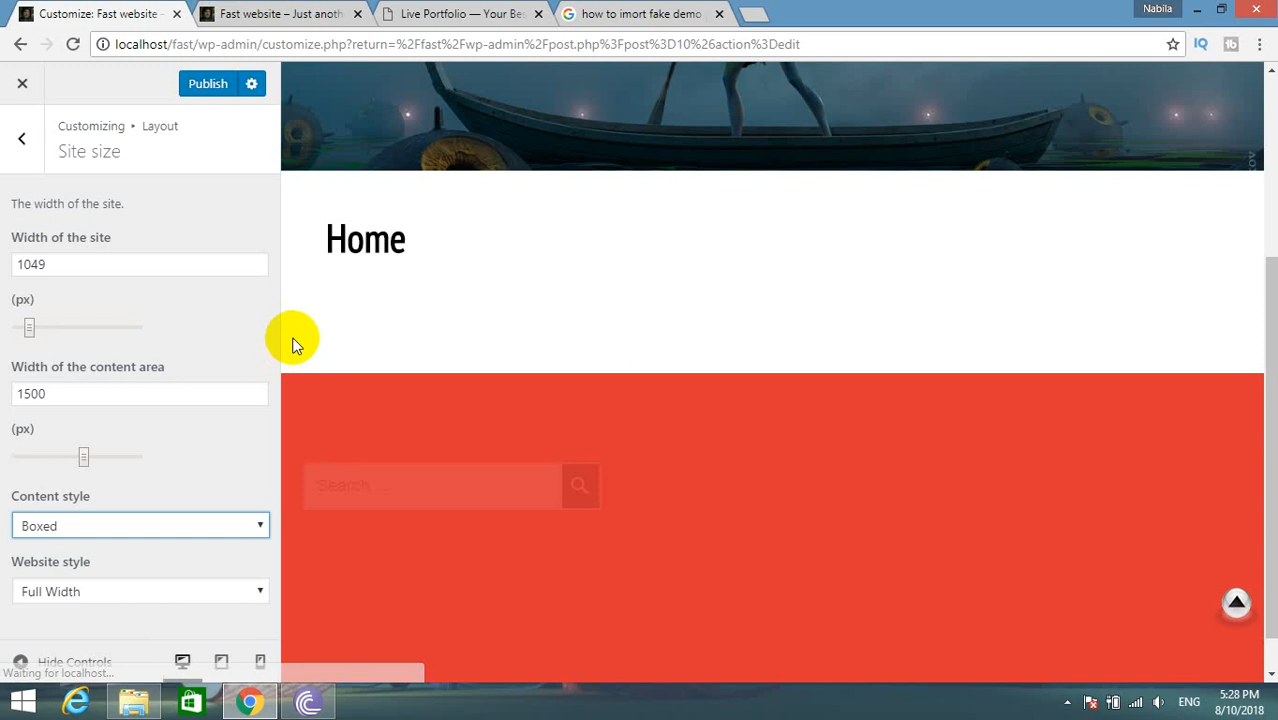 Customize: Fast website –
Fast website – Just anoth
Live Portfolio — Your Bes
how to imort fake demo
Nabila
localhost/fast/wp-admin/customize.php?return=%2Ffast%2Fwp-admin%2Fpost.php%3Fpost%3D10%26action%3Dedit
IQ
Publish
Customizing ‣ Layout
Site size
The width of the site.
Width of the site
1049
(px)
Width of the content area
1500
(px)
Content style
Boxed
Website style
Full Width
Hide Controls
Waiting for localhost...
Home
Search ...
ENG
5:28 PM
8/10/2018